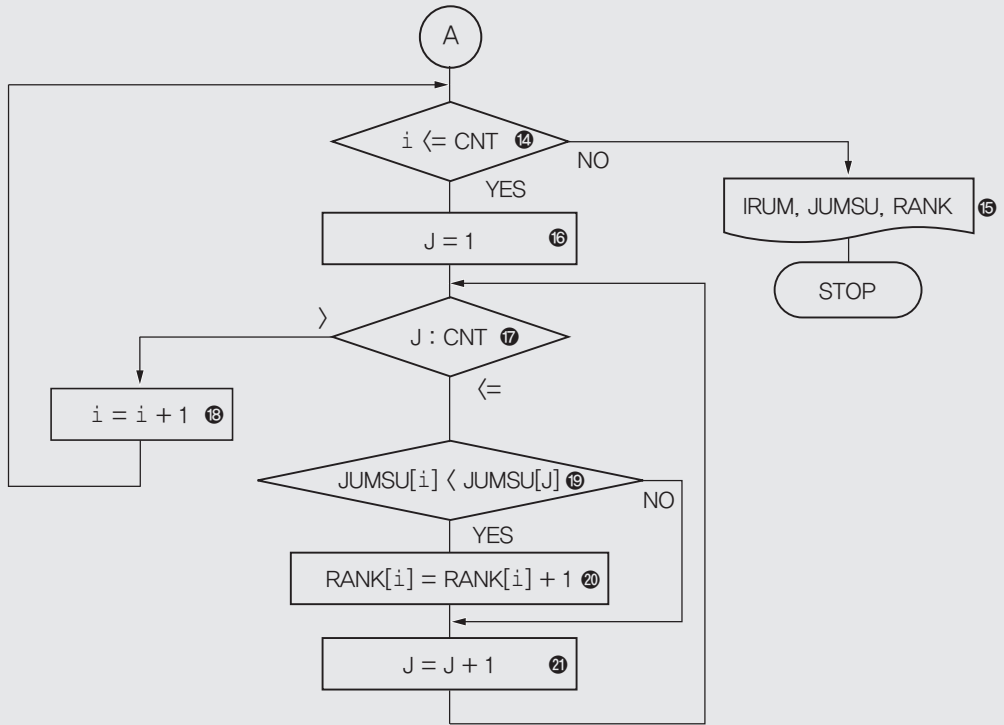 A
i <= CNT ⓮
NO
YES
IRUM, JUMSU, RANK ⓯
J = 1 ⓰
STOP
>
J : CNT ⓱
<=
i = i + 1 ⓲
JUMSU[i] < JUMSU[J] ⓳
NO
YES
RANK[i] = RANK[i] + 1 ⓴
J = J + 1 ㉑